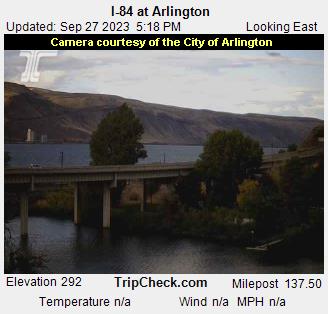 I-84 at Arlington
Updated: Sep 27 2023 5:18 PM Looking East
Camera courtesy of the City of Arlington
Elevation 292 TripCheck.com Milepost 137.50
Temperature n/a Wind n/a MPH n/a